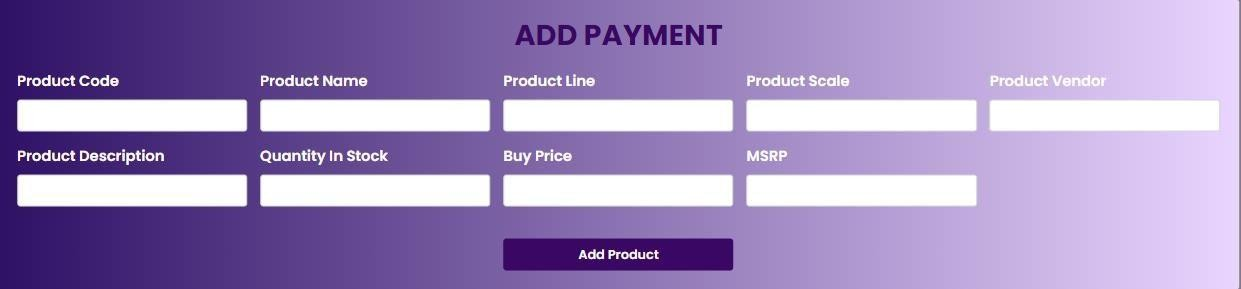 ADD PAYMENT
Product Code Product Name Product Line Product Scale Product Vendor
Product Description Quantity In Stock Buy Price MSRP
Add Product